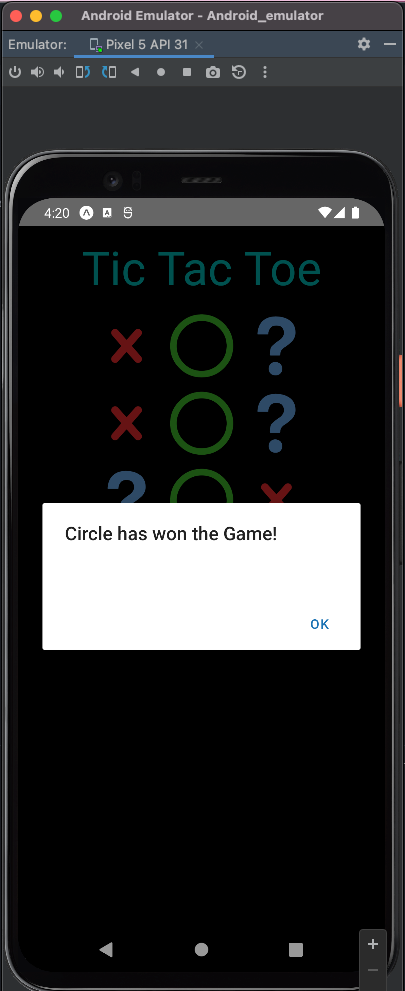 Android Emulator - Android_emulator
Emulator: Pixel 5 API 31
4:20
Tic Tac Toe
× ○ ?
× ○ ?
? ○ ×
Circle has won the Game!
OK